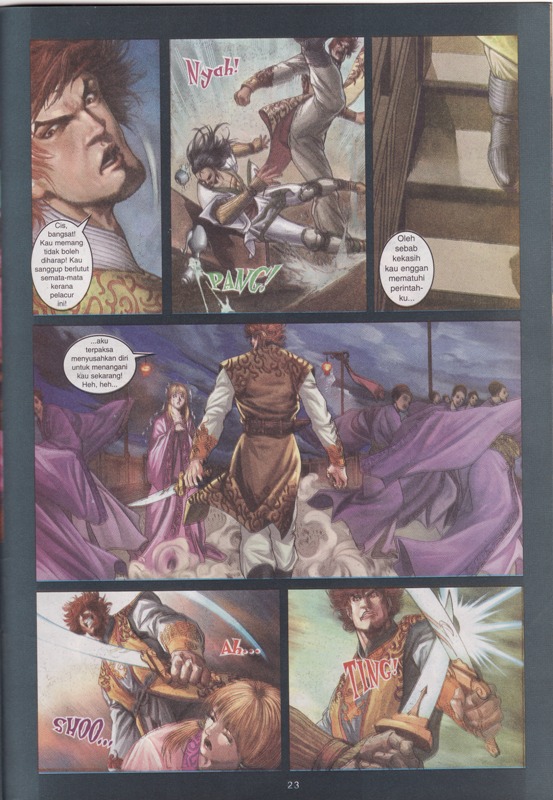 Cis,
bangsat!
Kau memang
tidak boleh
diharap! Kau
sanggup berlutut
semata-mata
kerana
pelacur
ini!
Nyah!
PANG!
Oleh
sebab
kekasih
kau enggan
mematuhi
perintah-
ku...
...aku
terpaksa
menyusahkan diri
untuk menangani
kau sekarang!
Heh, heh...
Ah...
SHOO...
TING!
23